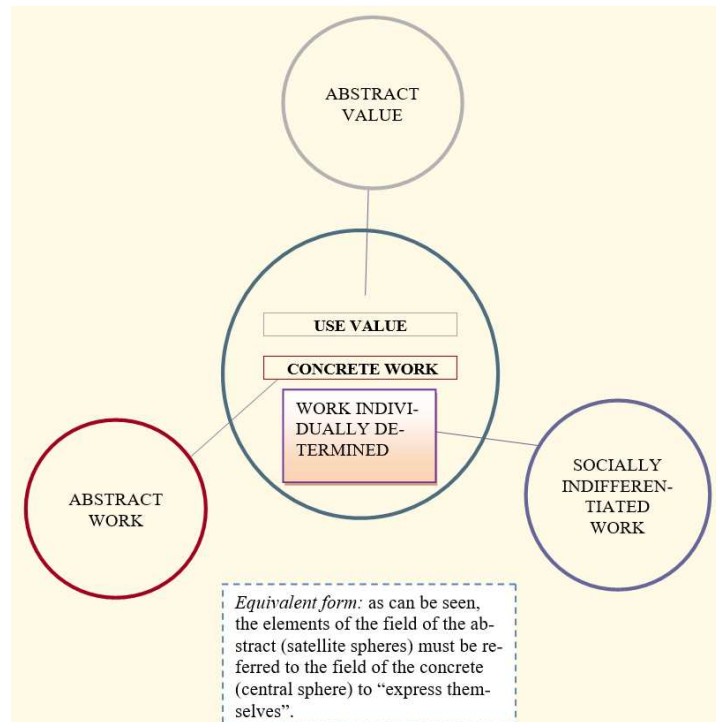 ABSTRACT
VALUE
USE VALUE
CONCRETE WORK
WORK INDIVI-
DUALLY DE-
TERMINED
ABSTRACT
WORK
SOCIALLY
INDIFFEREN-
TIATED
WORK
Equivalent form: as can be seen,
the elements of the field of the ab-
stract (satellite spheres) must be re-
ferred to the field of the concrete
(central sphere) to “express them-
selves”.